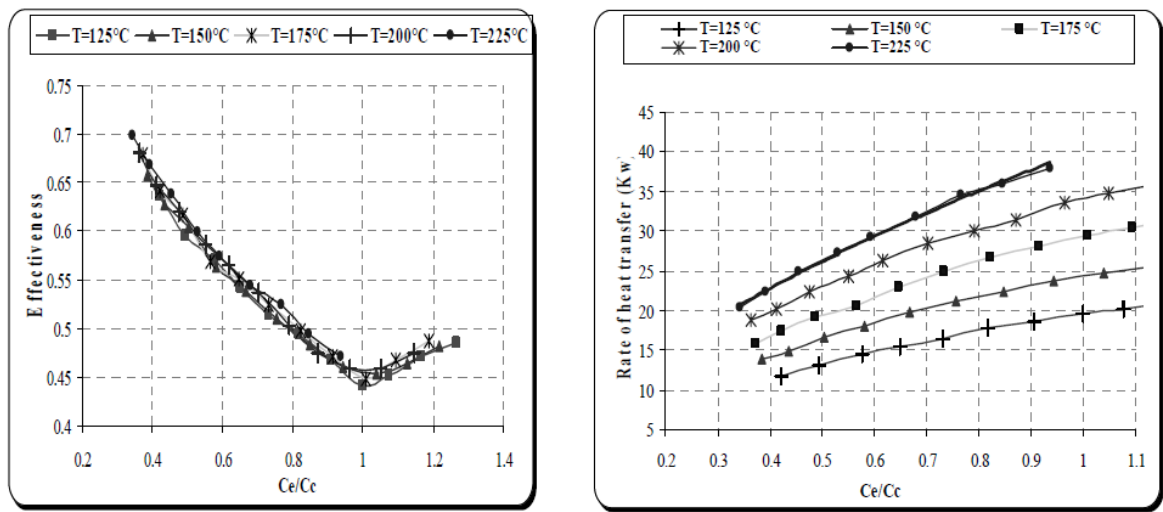 T=125°C T=150°C T=175°C T=200°C T=225°C
0.75
0.7
0.65
0.6
0.55
0.5
0.45
0.4
Effectiveness
0.2 0.4 0.6 0.8 1 1.2 1.4
Ce/Cc
T=125 °C T=150 °C T=175 °C
T=200 °C T=225 °C
45
40
35
30
25
20
15
10
5
Rate of heat transfer (Kw)
0.2 0.3 0.4 0.5 0.6 0.7 0.8 0.9 1 1.1
Ce/Cc